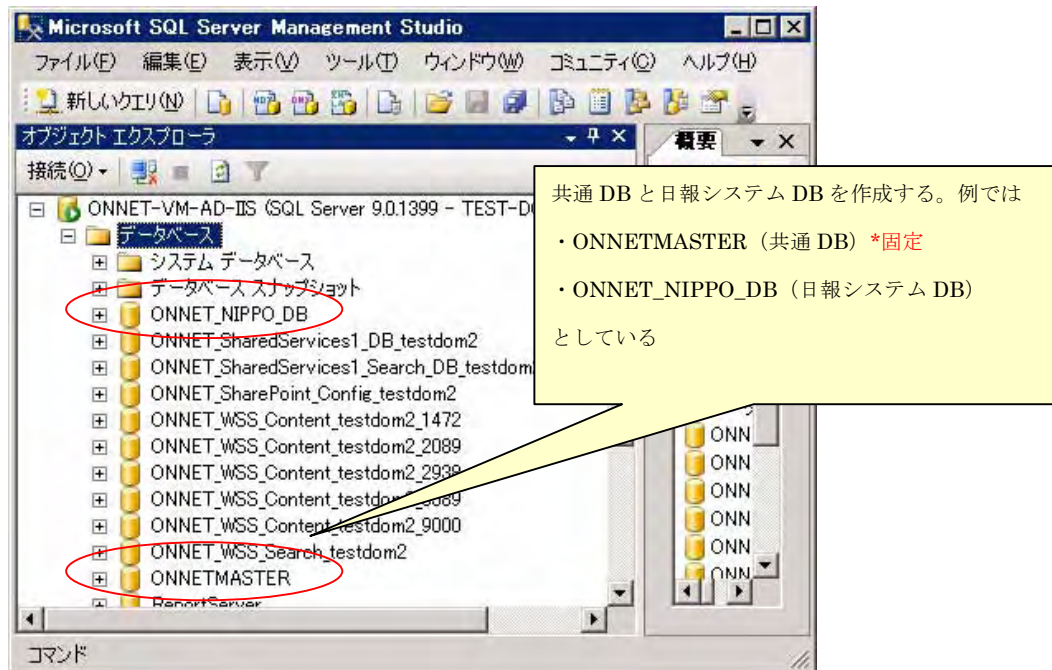 Microsoft SQL Server Management Studio
ファイル(F) 編集(E) 表示(V) ツール(T) ウィンドウ(W) コミュニティ(C) ヘルプ(H)
新しいクエリ(N)
オブジェクト エクスプローラ
概要
接続(O)
ONNET-VM-AD-IIS (SQL Server 9.0.1399 - TEST-D
データベース
システム データベース
データベース スナップショット
ONNET_NIPPO_DB
ONNET_SharedServices1_DB_testdom2
ONNET_SharedServices1_Search_DB_testdom
ONNET_SharePoint_Config_testdom2
ONNET_WSS_Content_testdom2_1472
ONNET_WSS_Content_testdom2_2089
ONNET_WSS_Content_testdom2_2939
ONNET_WSS_Content_testdom2_
ONNET_WSS_Content_testdom2_9000
ONNET_WSS_Search_testdom2
ONNETMASTER
ReportServer
共通 DB と日報システム DB を作成する。例では
・ONNETMASTER（共通 DB）*固定
・ONNET_NIPPO_DB（日報システム DB）
としている
ONN
ONN
ONN
ONN
ONN
ONN
コマンド